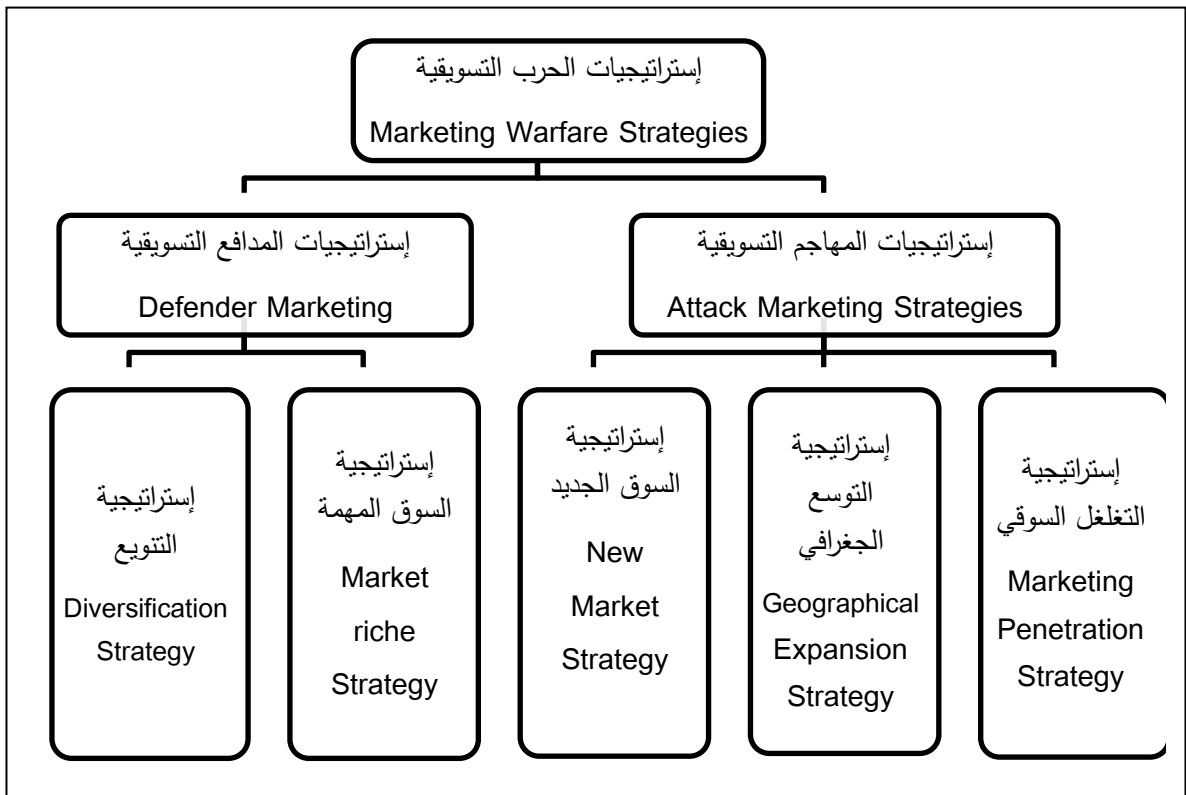 إستراتيجيات الحرب التسويقية
Marketing Warfare Strategies
إستراتيجيات المهاجم التسويقية
Attack Marketing Strategies
إستراتيجيات المدافع التسويقية
Defender Marketing
إستراتيجية
التغلغل السوقي
Marketing
Penetration
Strategy
إستراتيجية
التوسع
الجغرافي
Geographical
Expansion
Strategy
إستراتيجية
السوق الجديد
New
Market
Strategy
إستراتيجية
السوق المهمة
Market
riche
Strategy
إستراتيجية
التنويع
Diversification
Strategy